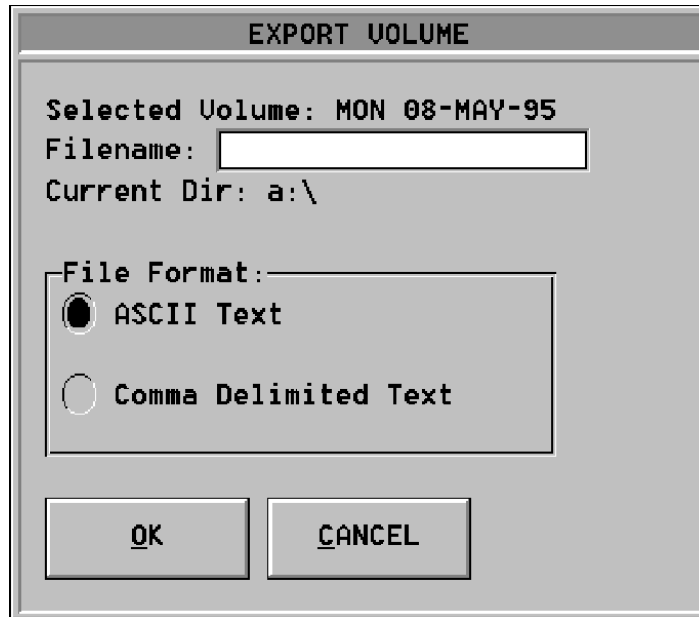 EXPORT VOLUME
Selected Volume: MON 08-MAY-95
Filename:
Current Dir: a:\
File Format:
ASCII Text
Comma Delimited Text
OK
CANCEL